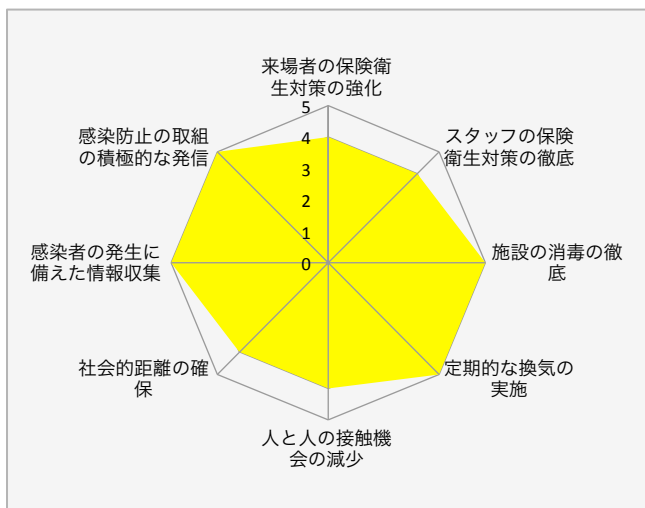 来場者の保険衛
生対策の強化
スタッフの保険
衛生対策の徹底
施設の消毒の徹
底
定期的な換気の
実施
人と人の接触機
会の減少
社会的距離の確
保
感染者の発生に
備えた情報収集
感染防止の取組
の積極的な発信
5
4
3
2
1
0